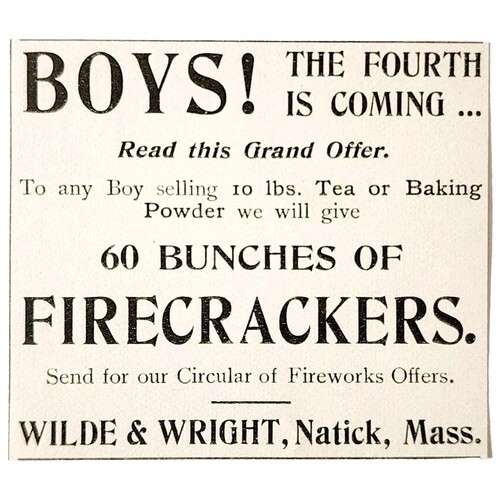 BOYS! THE FOURTH
IS COMING ...
Read this Grand Offer.
To any Boy selling 10 lbs. Tea or Baking
Powder we will give
60 BUNCHES OF
FIRECRACKERS.
Send for our Circular of Fireworks Offers.
WILDE & WRIGHT, Natick, Mass.